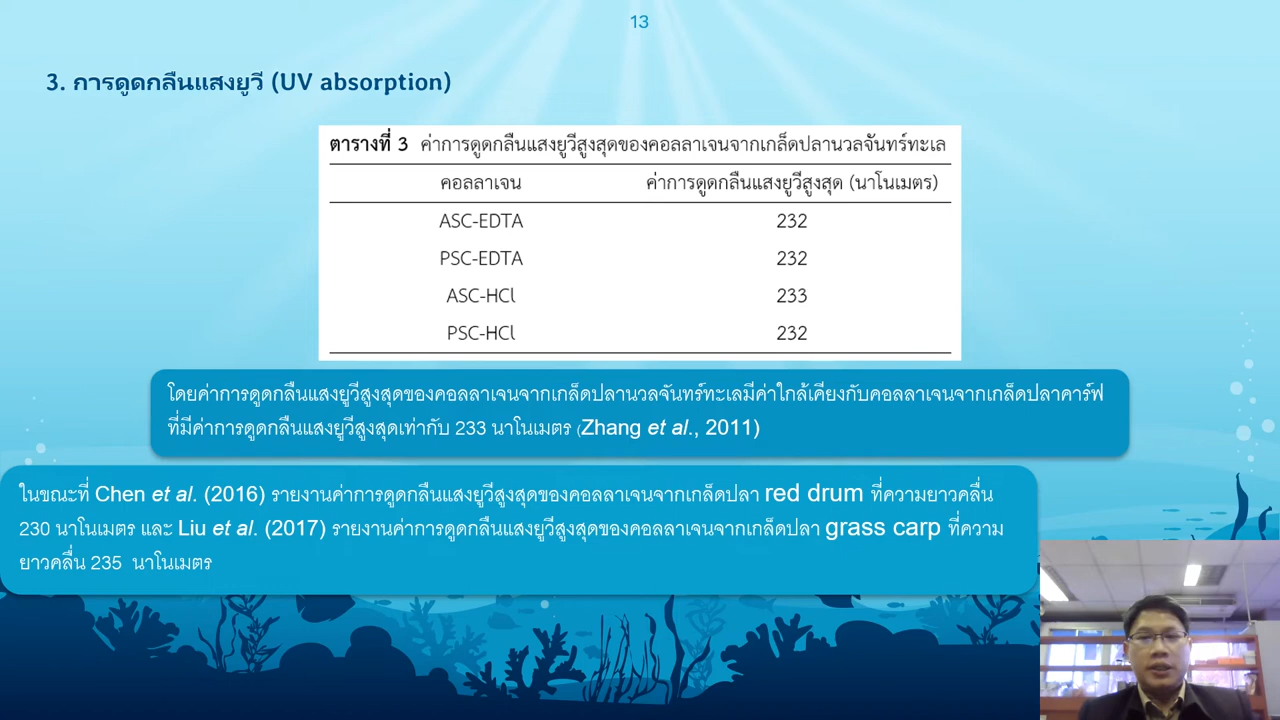 13
3. การดูดกลืนแสงยูวี (UV absorption)
ตารางที่ 3 ค่าการดูดกลืนแสงยูวีสูงสุดของคอลลาเจนจากเกล็ดปลานวลจันทร์ทะเล
คอลลาเจน ค่าการดูดกลืนแสงยูวีสูงสุด (นาโนเมตร)
ASC-EDTA 232
PSC-EDTA 232
ASC-HCl 233
PSC-HCl 232
โดยค่าการดูดกลืนแสงยูวีสูงสุดของคอลลาเจนจากเกล็ดปลานวลจันทร์ทะเลมีค่าใกล้เคียงกับคอลลาเจนจากเกล็ดปลาคาร์ฟ
ที่มีค่าการดูดกลืนแสงยูวีสูงสุดเท่ากับ 233 นาโนเมตร (Zhang et al., 2011)
ในขณะที่ Chen et al. (2016) รายงานค่าการดูดกลืนแสงยูวีสูงสุดของคอลลาเจนจากเกล็ดปลา red drum ที่ความยาวคลื่น
230 นาโนเมตร และ Liu et al. (2017) รายงานค่าการดูดกลืนแสงยูวีสูงสุดของคอลลาเจนจากเกล็ดปลา grass carp ที่ความ
ยาวคลื่น 235 นาโนเมตร